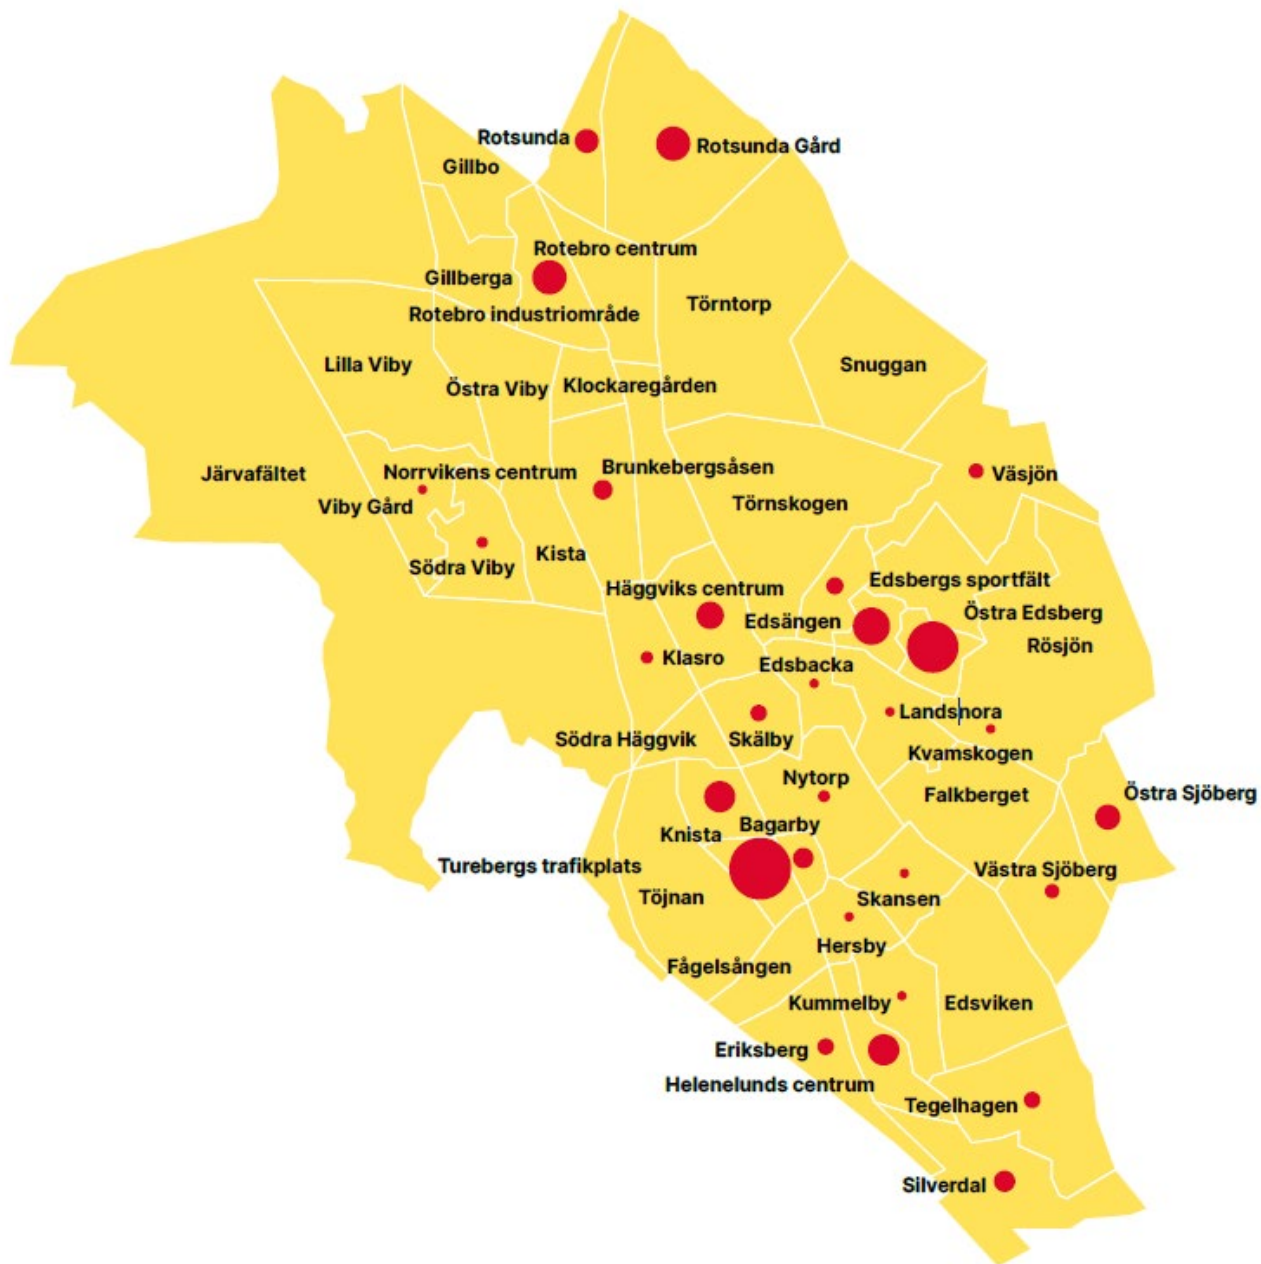 Rotsunda
Rotsunda Gård
Gillbo
Rotebro centrum
Gillberga
Törntorp
Rotebro industriområde
Lilla Viby
Snuggan
Östra Viby
Klockaregården
Järvafältet
Norrvikens centrum
Brunkebergsåsen
Väsjön
Viby Gård
Törnskogen
Kista
Södra Viby
Edsbergs sportfält
Häggviks centrum
Östra Edsberg
Edsängen
Rösjön
Klasro
Edsbacka
Landsnora
Södra Häggvik
Skälby
Kvamskogen
Nytorp
Falkberget
Östra Sjöberg
Knista
Bagarby
Turebergs trafikplats
Västra Sjöberg
Töjnan
Skansen
Hersby
Fågelsången
Kummelby
Edsviken
Eriksberg
Helenelunds centrum
Tegelhagen
Silverdal